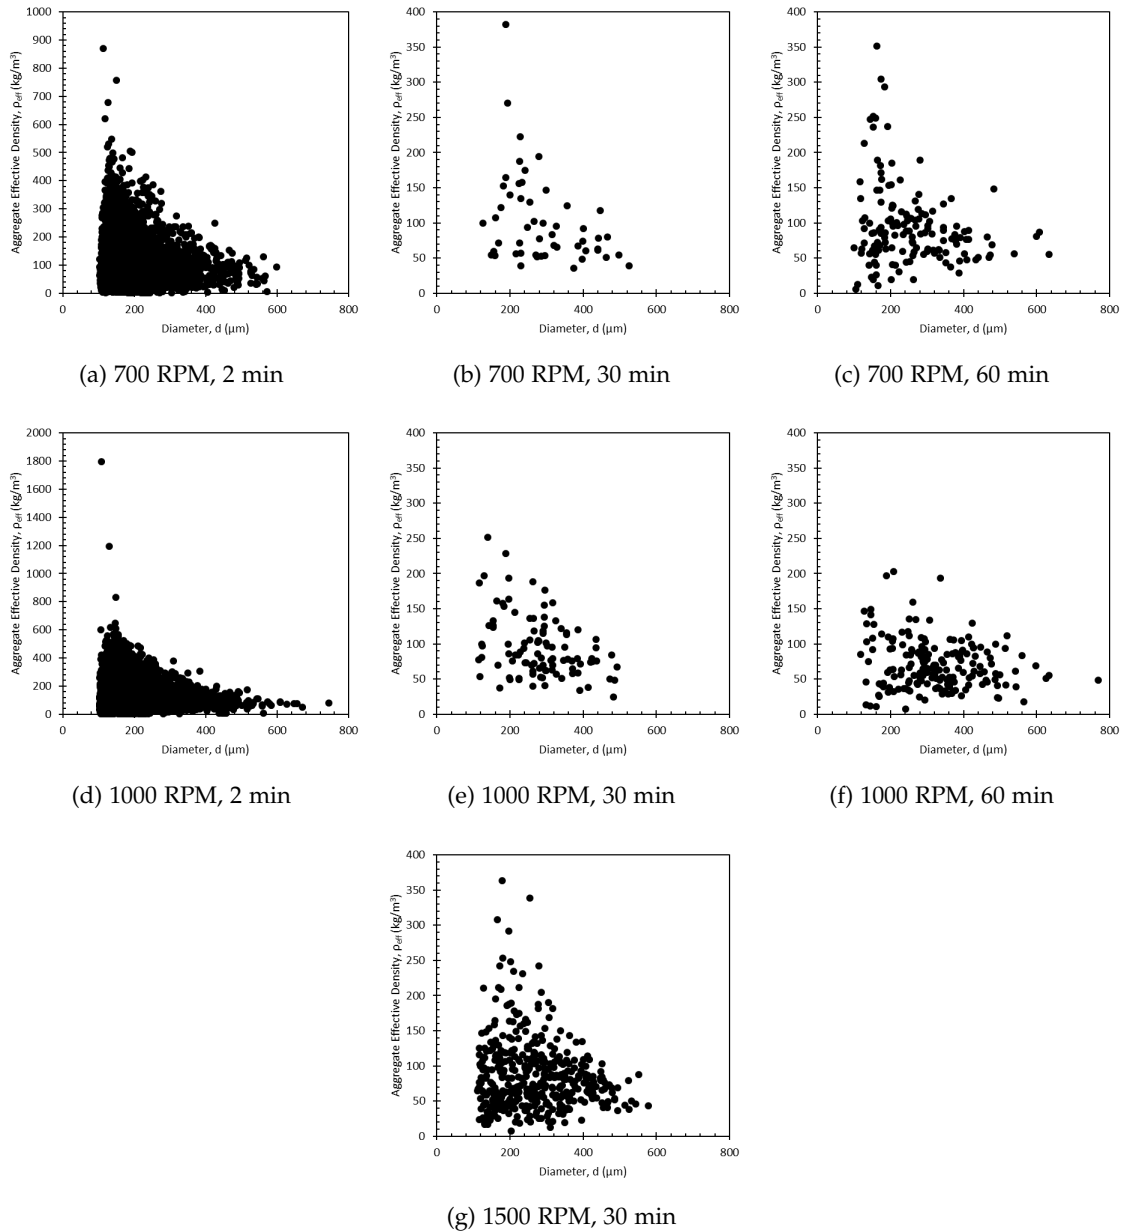 1000
900
800
700
600
500
400
300
200
100
0
0 200 400 600 800
Aggregate Effective Density, ρeff (kg/m³)
Diameter, d (µm)
(a) 700 RPM, 2 min
400
350
300
250
200
150
100
50
0
0 200 400 600 800
Aggregate Effective Density, ρeff (kg/m³)
Diameter, d (µm)
(b) 700 RPM, 30 min
400
350
300
250
200
150
100
50
0
0 200 400 600 800
Aggregate Effective Density, ρeff (kg/m³)
Diameter, d (µm)
(c) 700 RPM, 60 min
2000
1800
1600
1400
1200
1000
800
600
400
200
0
0 200 400 600 800
Aggregate Effective Density, ρeff (kg/m³)
Diameter, d (µm)
(d) 1000 RPM, 2 min
400
350
300
250
200
150
100
50
0
0 200 400 600 800
Aggregate Effective Density, ρeff (kg/m³)
Diameter, d (µm)
(e) 1000 RPM, 30 min
400
350
300
250
200
150
100
50
0
0 200 400 600 800
Aggregate Effective Density, ρeff (kg/m³)
Diameter, d (µm)
(f) 1000 RPM, 60 min
400
350
300
250
200
150
100
50
0
0 200 400 600 800
Aggregate Effective Density, ρeff (kg/m³)
Diameter, d (µm)
(g) 1500 RPM, 30 min